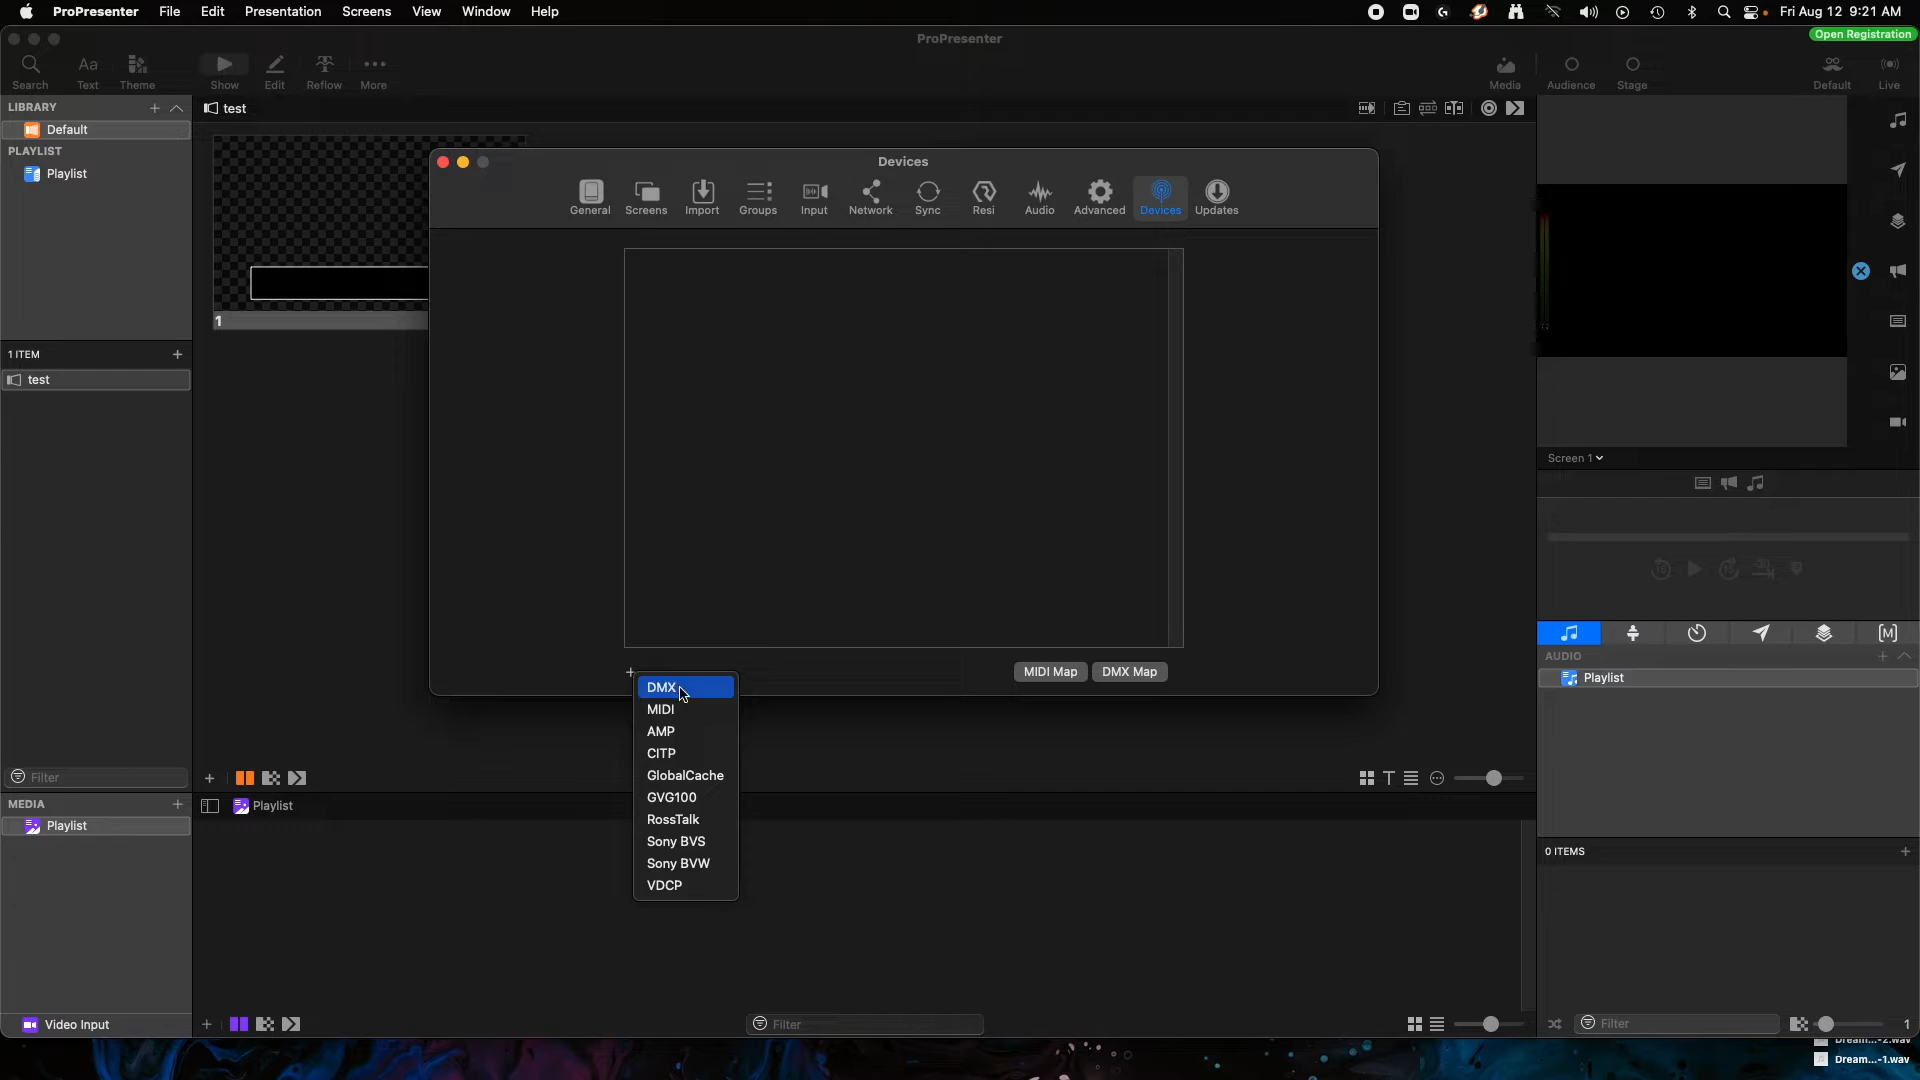 ProPresenter File Edit Presentation Screens View Window Help Fri Aug 12 9:21 AM
ProPresenter
Open Registration
Search Text Theme Show Edit Reflow More Media Audience Stage Default Live
LIBRARY
test
Default
PLAYLIST
Playlist
1
1 ITEM
test
Filter
MEDIA
Playlist
Video Input
Devices
General Screens Import Groups Input Network Sync Resi Audio Advanced Devices Updates
MIDI Map DMX Map
DMX
MIDI
AMP
CITP
GlobalCache
GVG100
RossTalk
Sony BVS
Sony BVW
VDCP
Playlist
Filter
Screen 1
AUDIO
Playlist
0 ITEMS
Filter
1
Dream...-2.wav
Dream...-1.wav